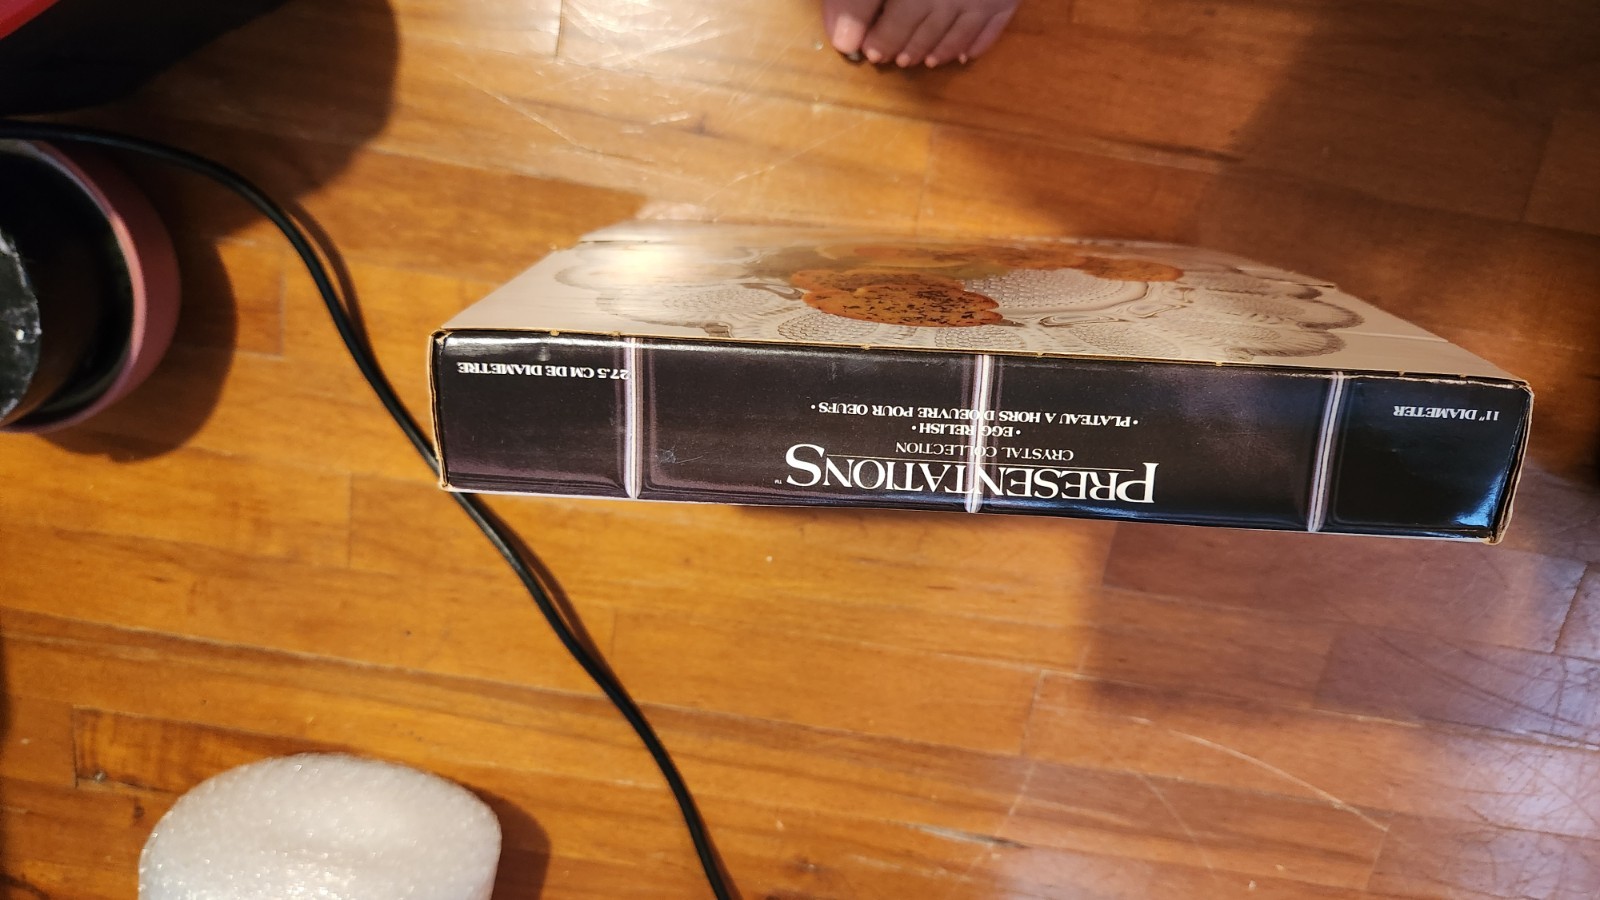 PRESENTATIONS™
CRYSTAL COLLECTION
• EGG RELISH •
• PLATEAU A HORS D'OEUVRE POUR OEUFS •
11" DIAMETER
27.5 CM DE DIAMETRE